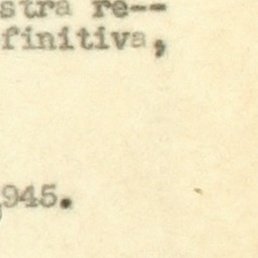 stra re--
finitiva,
945.